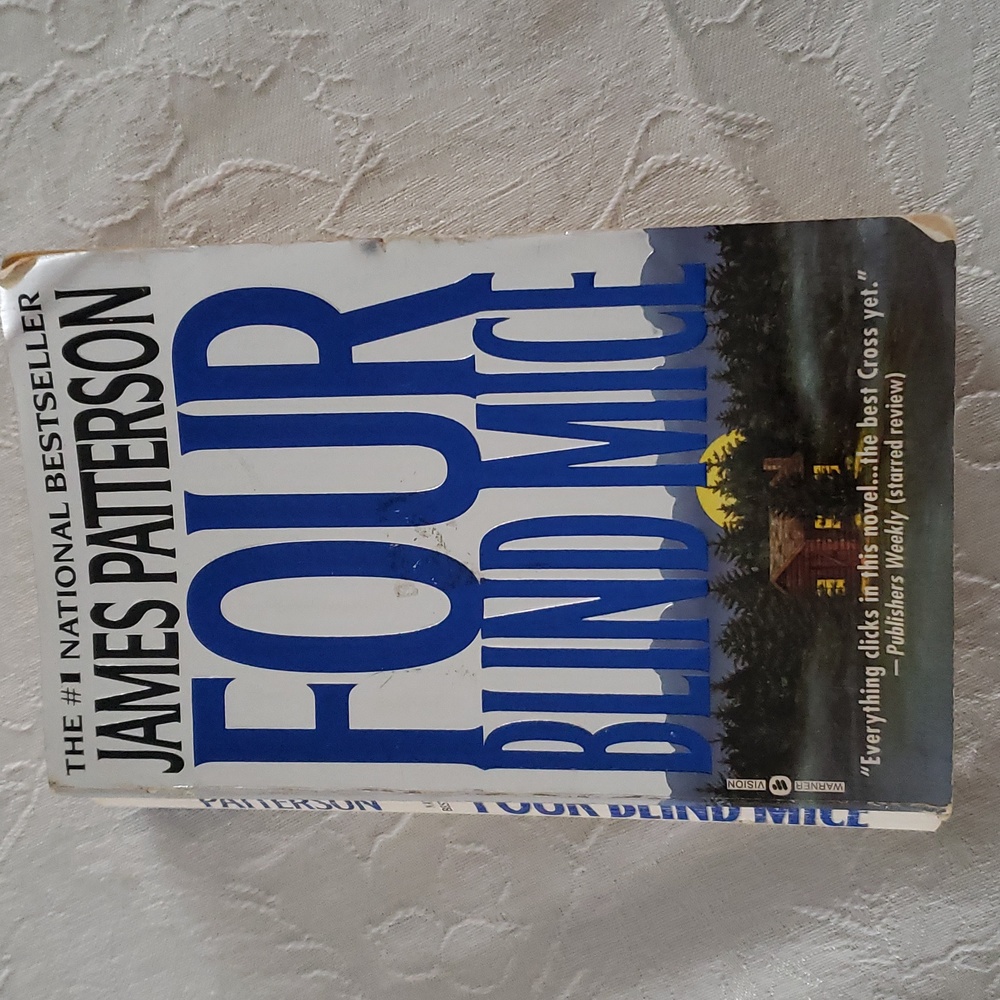 THE #1 NATIONAL BESTSELLER
JAMES PATTERSON
FOUR
BLIND MICE
"Everything clicks in this novel...the best Cross yet."
—Publishers Weekly (starred review)
WARNER
VISION
PATTERSON
FOUR BLIND MICE